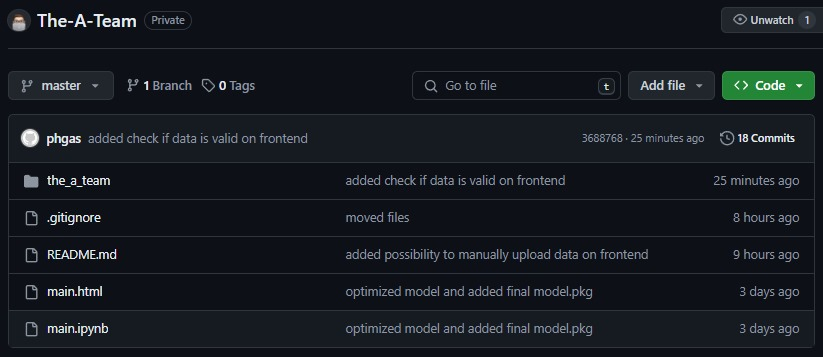 The-A-Team Private Unwatch 1
master 1 Branch 0 Tags Go to file t Add file Code
phgas added check if data is valid on frontend 3688768 · 25 minutes ago 18 Commits
the_a_team added check if data is valid on frontend 25 minutes ago
.gitignore moved files 8 hours ago
README.md added possibility to manually upload data on frontend 9 hours ago
main.html optimized model and added final model.pkg 3 days ago
main.ipynb optimized model and added final model.pkg 3 days ago